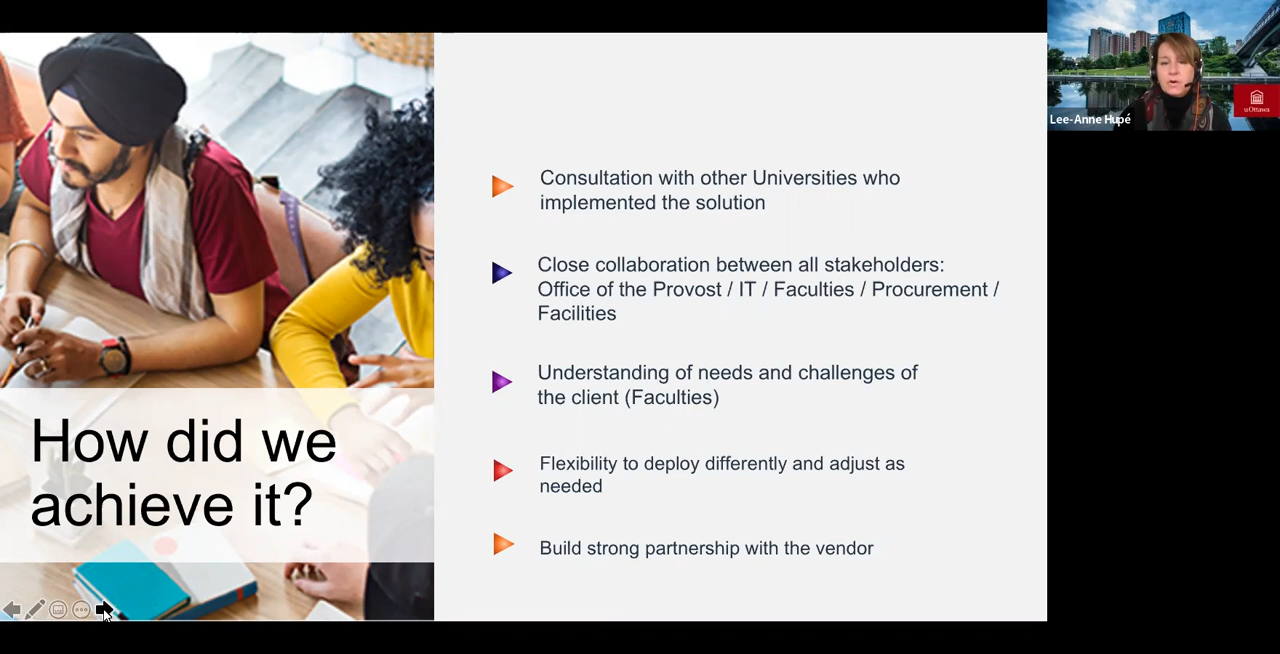 How did we
achieve it?
Consultation with other Universities who
implemented the solution
Close collaboration between all stakeholders:
Office of the Provost / IT / Faculties / Procurement /
Facilities
Understanding of needs and challenges of
the client (Faculties)
Flexibility to deploy differently and adjust as
needed
Build strong partnership with the vendor
uOttawa
Lee-Anne Hupé